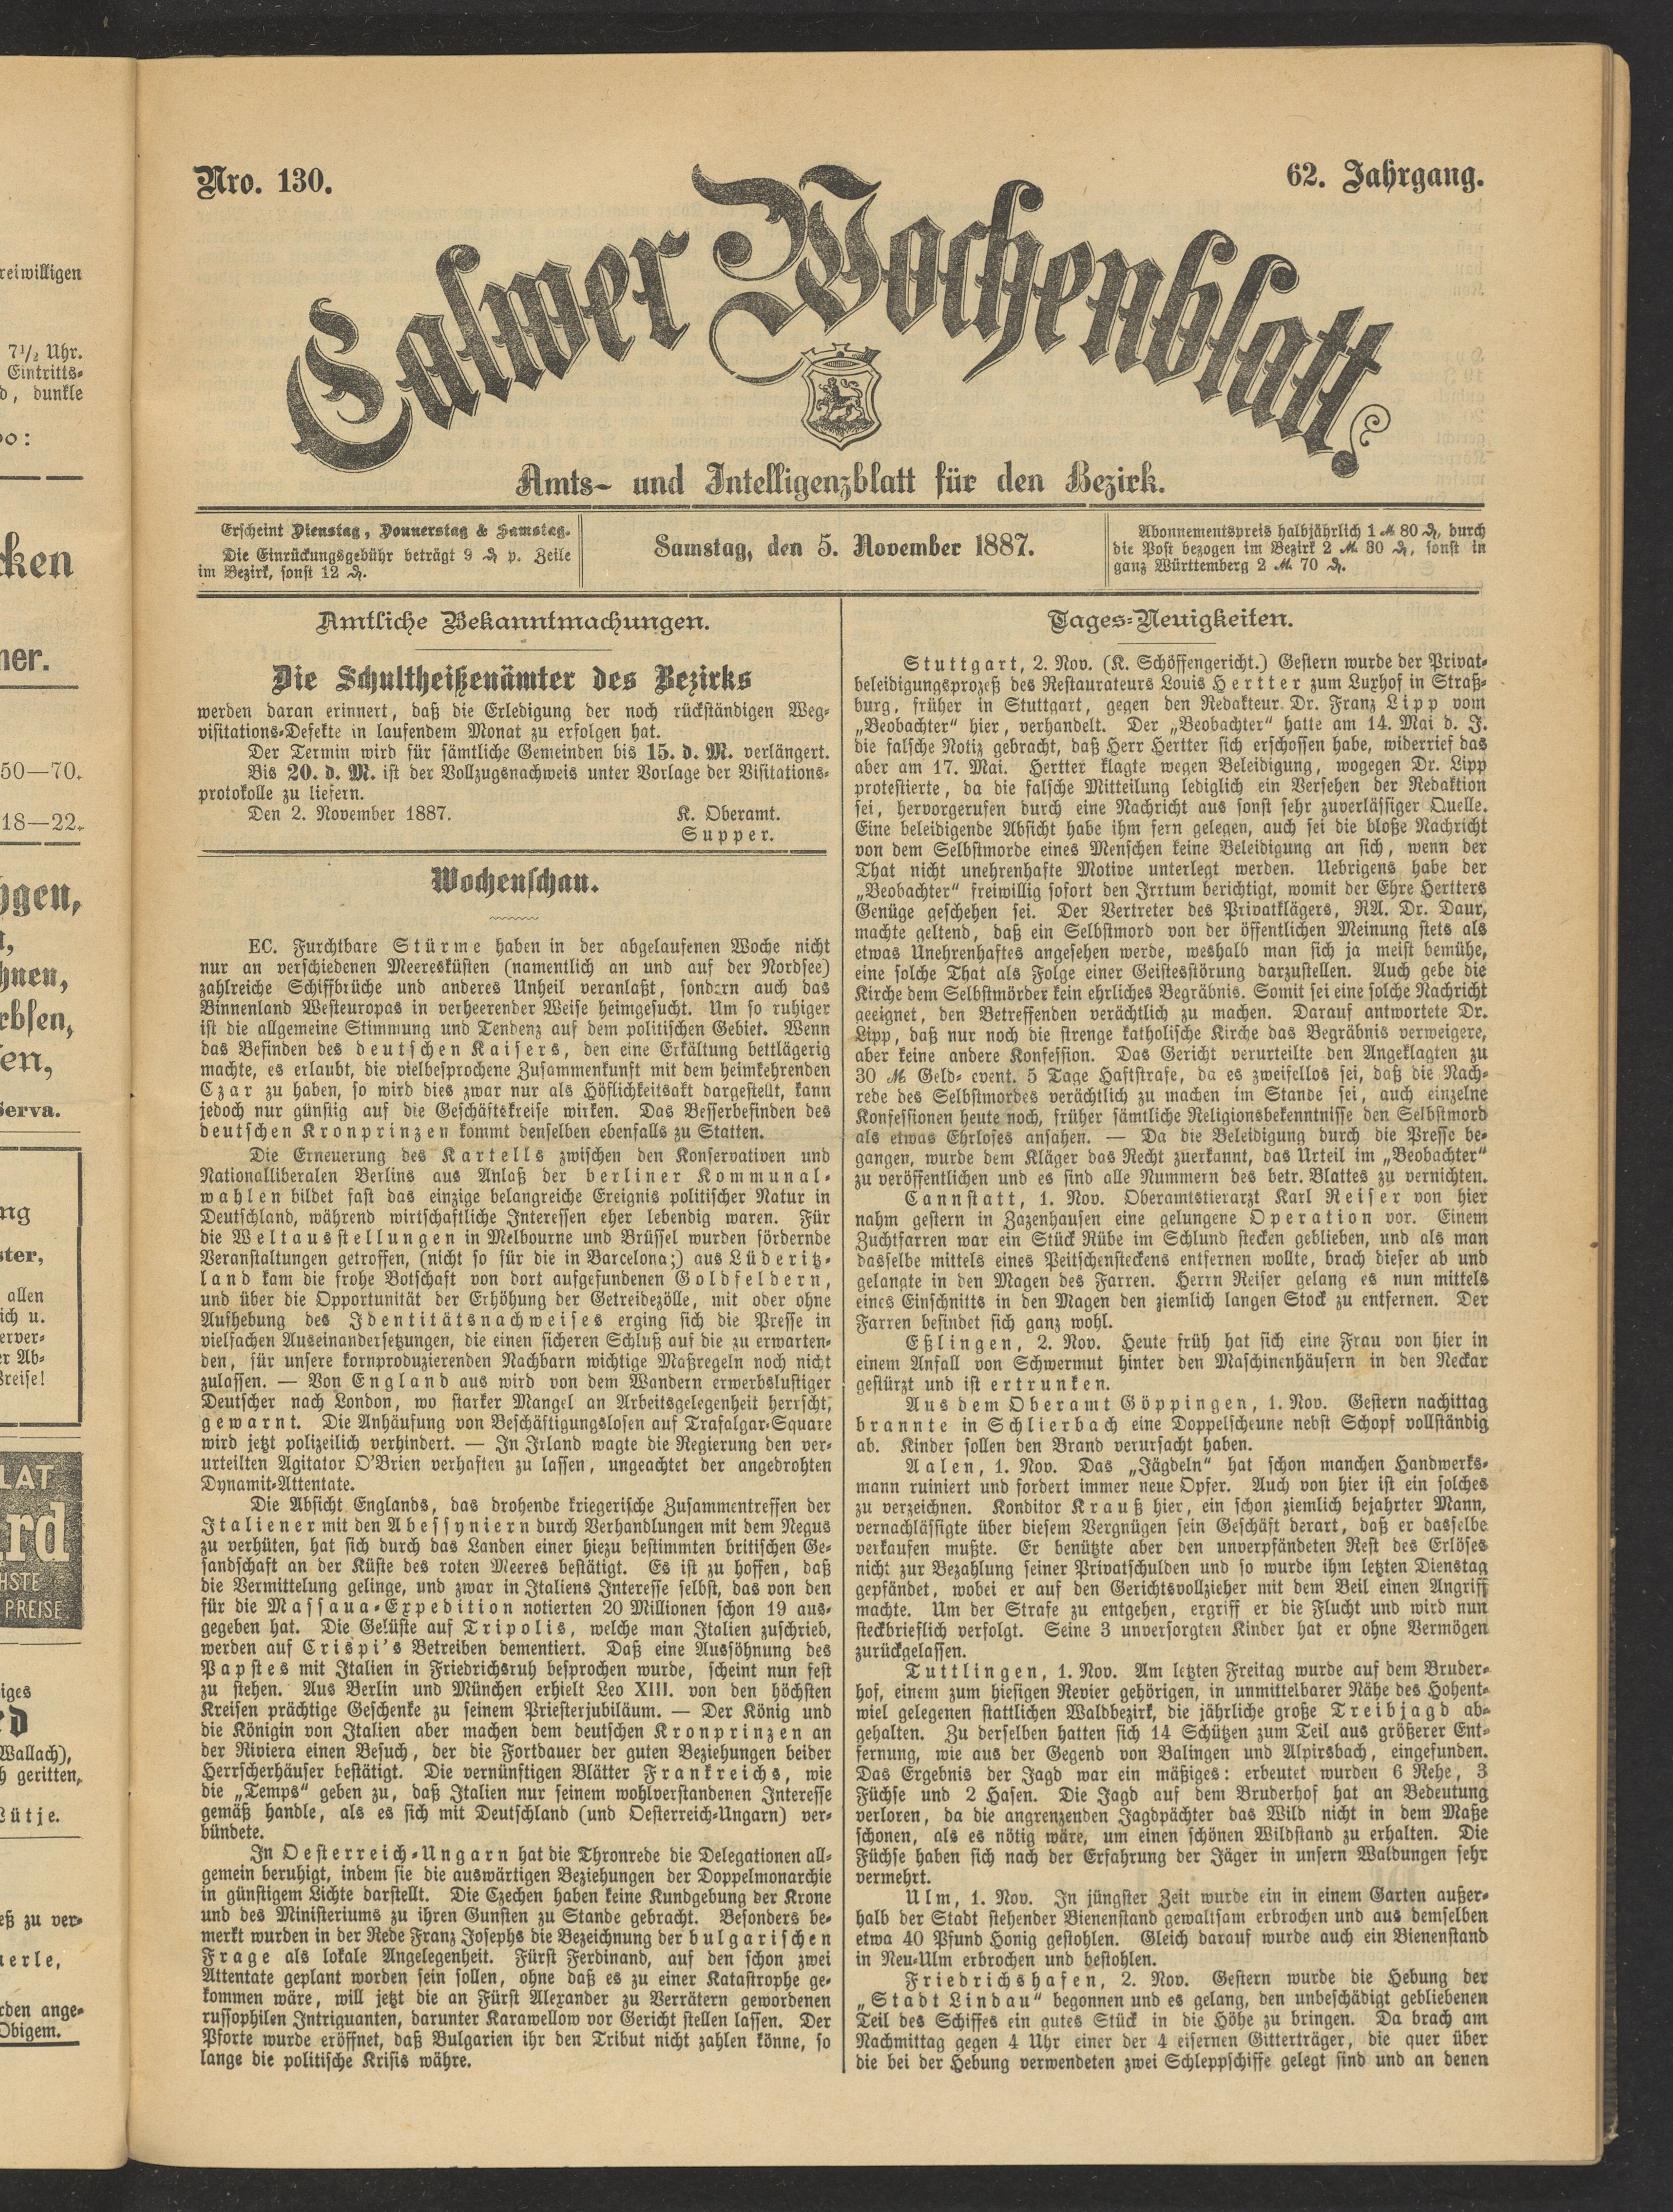 reiwilligen
7½ Uhr.
Eintritts-
d, dunkle
oo:
cken
ner.
50—70.
18—22.
hgen,
hnen,
rbsen,
en,
Serva.
ng
ster,
allen
ich u.
erver-
er Ab-
Preise!
LAT
rd
HSTE
PREISE
iges
ed
Wallach),
h geritten,
Lütje.
eß zu ver-
erle,
rden ange-
Obigem.
Nro. 130.
62. Jahrgang.
Calwer Wochenblatt
Amts- und Intelligenzblatt für den Bezirk.
Erscheint Dienstag, Donnerstag & Samstag.
Die Einrückungsgebühr beträgt 9 ₰ p. Zeile
im Bezirk, sonst 12 ₰.
Samstag, den 5. November 1887.
Abonnementspreis halbjährlich 1 ℳ 80 ₰, durch
die Post bezogen im Bezirk 2 ℳ 30 ₰, sonst in
ganz Württemberg 2 ℳ 70 ₰.
Amtliche Bekanntmachungen.
Die Schultheißenämter des Bezirks
werden daran erinnert, daß die Erledigung der noch rückständigen Weg-
visitations-Defekte in laufendem Monat zu erfolgen hat.
Der Termin wird für sämtliche Gemeinden bis 15. d. M. verlängert.
Bis 20. d. M. ist der Vollzugsnachweis unter Vorlage der Visitations-
protokolle zu liefern.
Den 2. November 1887. K. Oberamt.
Supper.
Wochenschau.
EC. Furchtbare Stürme haben in der abgelaufenen Woche nicht
nur an verschiedenen Meeresküsten (namentlich an und auf der Nordsee)
zahlreiche Schiffbrüche und anderes Unheil veranlaßt, sondern auch das
Binnenland Westeuropas in verheerender Weise heimgesucht. Um so ruhiger
ist die allgemeine Stimmung und Tendenz auf dem politischen Gebiet. Wenn
das Befinden des deutschen Kaisers, den eine Erkältung bettlägerig
machte, es erlaubt, die vielbesprochene Zusammenkunft mit dem heimkehrenden
Czar zu haben, so wird dies zwar nur als Höflichkeitsakt dargestellt, kann
jedoch nur günstig auf die Geschäftskreise wirken. Das Besserbefinden des
deutschen Kronprinzen kommt denselben ebenfalls zu Statten.
Die Erneuerung des Kartells zwischen den Konservativen und
Nationalliberalen Berlins aus Anlaß der berliner Kommunal-
wahlen bildet fast das einzige belangreiche Ereignis politischer Natur in
Deutschland, während wirtschaftliche Interessen eher lebendig waren. Für
die Weltausstellungen in Melbourne und Brüssel wurden fördernde
Veranstaltungen getroffen, (nicht so für die in Barcelona;) aus Lüderitz-
land kam die frohe Botschaft von dort aufgefundenen Goldfeldern,
und über die Opportunität der Erhöhung der Getreidezölle, mit oder ohne
Aufhebung des Identitätsnachweises erging sich die Presse in
vielfachen Auseinandersetzungen, die einen sicheren Schluß auf die zu erwarten-
den, für unsere kornproduzierenden Nachbarn wichtige Maßregeln noch nicht
zulassen. — Von England aus wird von dem Wandern erwerbslustiger
Deutscher nach London, wo starker Mangel an Arbeitsgelegenheit herrscht,
gewarnt. Die Anhäufung von Beschäftigungslosen auf Trafalgar-Square
wird jetzt polizeilich verhindert. — In Irland wagte die Regierung den ver-
urteilten Agitator O'Brien verhaften zu lassen, ungeachtet der angedrohten
Dynamit-Attentate.
Die Absicht Englands, das drohende kriegerische Zusammentreffen der
Italiener mit den Abessyniern durch Verhandlungen mit dem Negus
zu verhüten, hat sich durch das Landen einer hiezu bestimmten britischen Ge-
sandschaft an der Küste des roten Meeres bestätigt. Es ist zu hoffen, daß
die Vermittelung gelinge, und zwar in Italiens Interesse selbst, das von den
für die Massaua-Expedition notierten 20 Millionen schon 19 aus-
gegeben hat. Die Gelüste auf Tripolis, welche man Italien zuschrieb,
werden auf Crispi's Betreiben dementiert. Daß eine Aussöhnung des
Papstes mit Italien in Friedrichsruh besprochen wurde, scheint nun fest
zu stehen. Aus Berlin und München erhielt Leo XIII. von den höchsten
Kreisen prächtige Geschenke zu seinem Priesterjubiläum. — Der König und
die Königin von Italien aber machen dem deutschen Kronprinzen an
der Riviera einen Besuch, der die Fortdauer der guten Beziehungen beider
Herrscherhäuser bestätigt. Die vernünftigen Blätter Frankreichs, wie
die „Temps“ geben zu, daß Italien nur seinem wohlverstandenen Interesse
gemäß handle, als es sich mit Deutschland (und Oesterreich-Ungarn) ver-
bündete.
In Oesterreich-Ungarn hat die Thronrede die Delegationen all-
gemein beruhigt, indem sie die auswärtigen Beziehungen der Doppelmonarchie
in günstigem Lichte darstellt. Die Czechen haben keine Kundgebung der Krone
und des Ministeriums zu ihren Gunsten zu Stande gebracht. Besonders be-
merkt wurden in der Rede Franz Josephs die Bezeichnung der bulgarischen
Frage als lokale Angelegenheit. Fürst Ferdinand, auf den schon zwei
Attentate geplant worden sein sollen, ohne daß es zu einer Katastrophe ge-
kommen wäre, will jetzt die an Fürst Alexander zu Verrätern gewordenen
russophilen Intriguanten, darunter Karawellow vor Gericht stellen lassen. Der
Pforte wurde eröffnet, daß Bulgarien ihr den Tribut nicht zahlen könne, so
lange die politische Krisis währe.
Tages-Neuigkeiten.
Stuttgart, 2. Nov. (K. Schöffengericht.) Gestern wurde der Privat-
beleidigungsprozeß des Restaurateurs Louis Hertter zum Luxhof in Straß-
burg, früher in Stuttgart, gegen den Redakteur Dr. Franz Lipp vom
„Beobachter“ hier, verhandelt. Der „Beobachter“ hatte am 14. Mai d. J.
die falsche Notiz gebracht, daß Herr Hertter sich erschossen habe, widerrief das
aber am 17. Mai. Hertter klagte wegen Beleidigung, wogegen Dr. Lipp
protestierte, da die falsche Mitteilung lediglich ein Versehen der Redaktion
sei, hervorgerufen durch eine Nachricht aus sonst sehr zuverlässiger Quelle.
Eine beleidigende Absicht habe ihm fern gelegen, auch sei die bloße Nachricht
von dem Selbstmorde eines Menschen keine Beleidigung an sich, wenn der
That nicht unehrenhafte Motive unterlegt werden. Uebrigens habe der
„Beobachter“ freiwillig sofort den Irrtum berichtigt, womit der Ehre Hertters
Genüge geschehen sei. Der Vertreter des Privatklägers, RA. Dr. Daur,
machte geltend, daß ein Selbstmord von der öffentlichen Meinung stets als
etwas Unehrenhaftes angesehen werde, weshalb man sich ja meist bemühe,
eine solche That als Folge einer Geistesstörung darzustellen. Auch gebe die
Kirche dem Selbstmörder kein ehrliches Begräbnis. Somit sei eine solche Nachricht
geeignet, den Betreffenden verächtlich zu machen. Darauf antwortete Dr.
Lipp, daß nur noch die strenge katholische Kirche das Begräbnis verweigere,
aber keine andere Konfession. Das Gericht verurteilte den Angeklagten zu
30 ℳ Geld- event. 5 Tage Haftstrafe, da es zweifellos sei, daß die Nach-
rede des Selbstmordes verächtlich zu machen im Stande sei, auch einzelne
Konfessionen heute noch, früher sämtliche Religionsbekenntnisse den Selbstmord
als etwas Ehrloses ansahen. — Da die Beleidigung durch die Presse be-
gangen, wurde dem Kläger das Recht zuerkannt, das Urteil im „Beobachter“
zu veröffentlichen und es sind alle Nummern des betr. Blattes zu vernichten.
Cannstatt, 1. Nov. Oberamtstierarzt Karl Reiser von hier
nahm gestern in Zazenhausen eine gelungene Operation vor. Einem
Zuchtfarren war ein Stück Rübe im Schlund stecken geblieben, und als man
dasselbe mittels eines Peitschensteckens entfernen wollte, brach dieser ab und
gelangte in den Magen des Farren. Herrn Reiser gelang es nun mittels
eines Einschnitts in den Magen den ziemlich langen Stock zu entfernen. Der
Farren befindet sich ganz wohl.
Eßlingen, 2. Nov. Heute früh hat sich eine Frau von hier in
einem Anfall von Schwermut hinter den Maschinenhäusern in den Neckar
gestürzt und ist ertrunken.
Aus dem Oberamt Göppingen, 1. Nov. Gestern nachittag
brannte in Schlierbach eine Doppelscheune nebst Schopf vollständig
ab. Kinder sollen den Brand verursacht haben.
Aalen, 1. Nov. Das „Jägdeln“ hat schon manchen Handwerks-
mann ruiniert und fordert immer neue Opfer. Auch von hier ist ein solches
zu verzeichnen. Konditor Krauß hier, ein schon ziemlich bejahrter Mann,
vernachlässigte über diesem Vergnügen sein Geschäft derart, daß er dasselbe
verkaufen mußte. Er benützte aber den unverpfändeten Rest des Erlöses
nicht zur Bezahlung seiner Privatschulden und so wurde ihm letzten Dienstag
gepfändet, wobei er auf den Gerichtsvollzieher mit dem Beil einen Angriff
machte. Um der Strafe zu entgehen, ergriff er die Flucht und wird nun
steckbrieflich verfolgt. Seine 3 unversorgten Kinder hat er ohne Vermögen
zurückgelassen.
Tuttlingen, 1. Nov. Am letzten Freitag wurde auf dem Bruder-
hof, einem zum hiesigen Revier gehörigen, in unmittelbarer Nähe des Hohent-
wiel gelegenen stattlichen Waldbezirk, die jährliche große Treibjagd ab-
gehalten. Zu derselben hatten sich 14 Schützen zum Teil aus größerer Ent-
fernung, wie aus der Gegend von Balingen und Alpirsbach, eingefunden.
Das Ergebnis der Jagd war ein mäßiges: erbeutet wurden 6 Rehe, 3
Füchse und 2 Hasen. Die Jagd auf dem Bruderhof hat an Bedeutung
verloren, da die angrenzenden Jagdpächter das Wild nicht in dem Maße
schonen, als es nötig wäre, um einen schönen Wildstand zu erhalten. Die
Füchse haben sich nach der Erfahrung der Jäger in unsern Waldungen sehr
vermehrt.
Ulm, 1. Nov. In jüngster Zeit wurde ein in einem Garten außer-
halb der Stadt stehender Bienenstand gewaltsam erbrochen und aus demselben
etwa 40 Pfund Honig gestohlen. Gleich darauf wurde auch ein Bienenstand
in Neu-Ulm erbrochen und bestohlen.
Friedrichshafen, 2. Nov. Gestern wurde die Hebung der
„Stadt Lindau“ begonnen und es gelang, den unbeschädigt gebliebenen
Teil des Schiffes ein gutes Stück in die Höhe zu bringen. Da brach am
Nachmittag gegen 4 Uhr einer der 4 eisernen Gitterträger, die quer über
die bei der Hebung verwendeten zwei Schleppschiffe gelegt sind und an denen